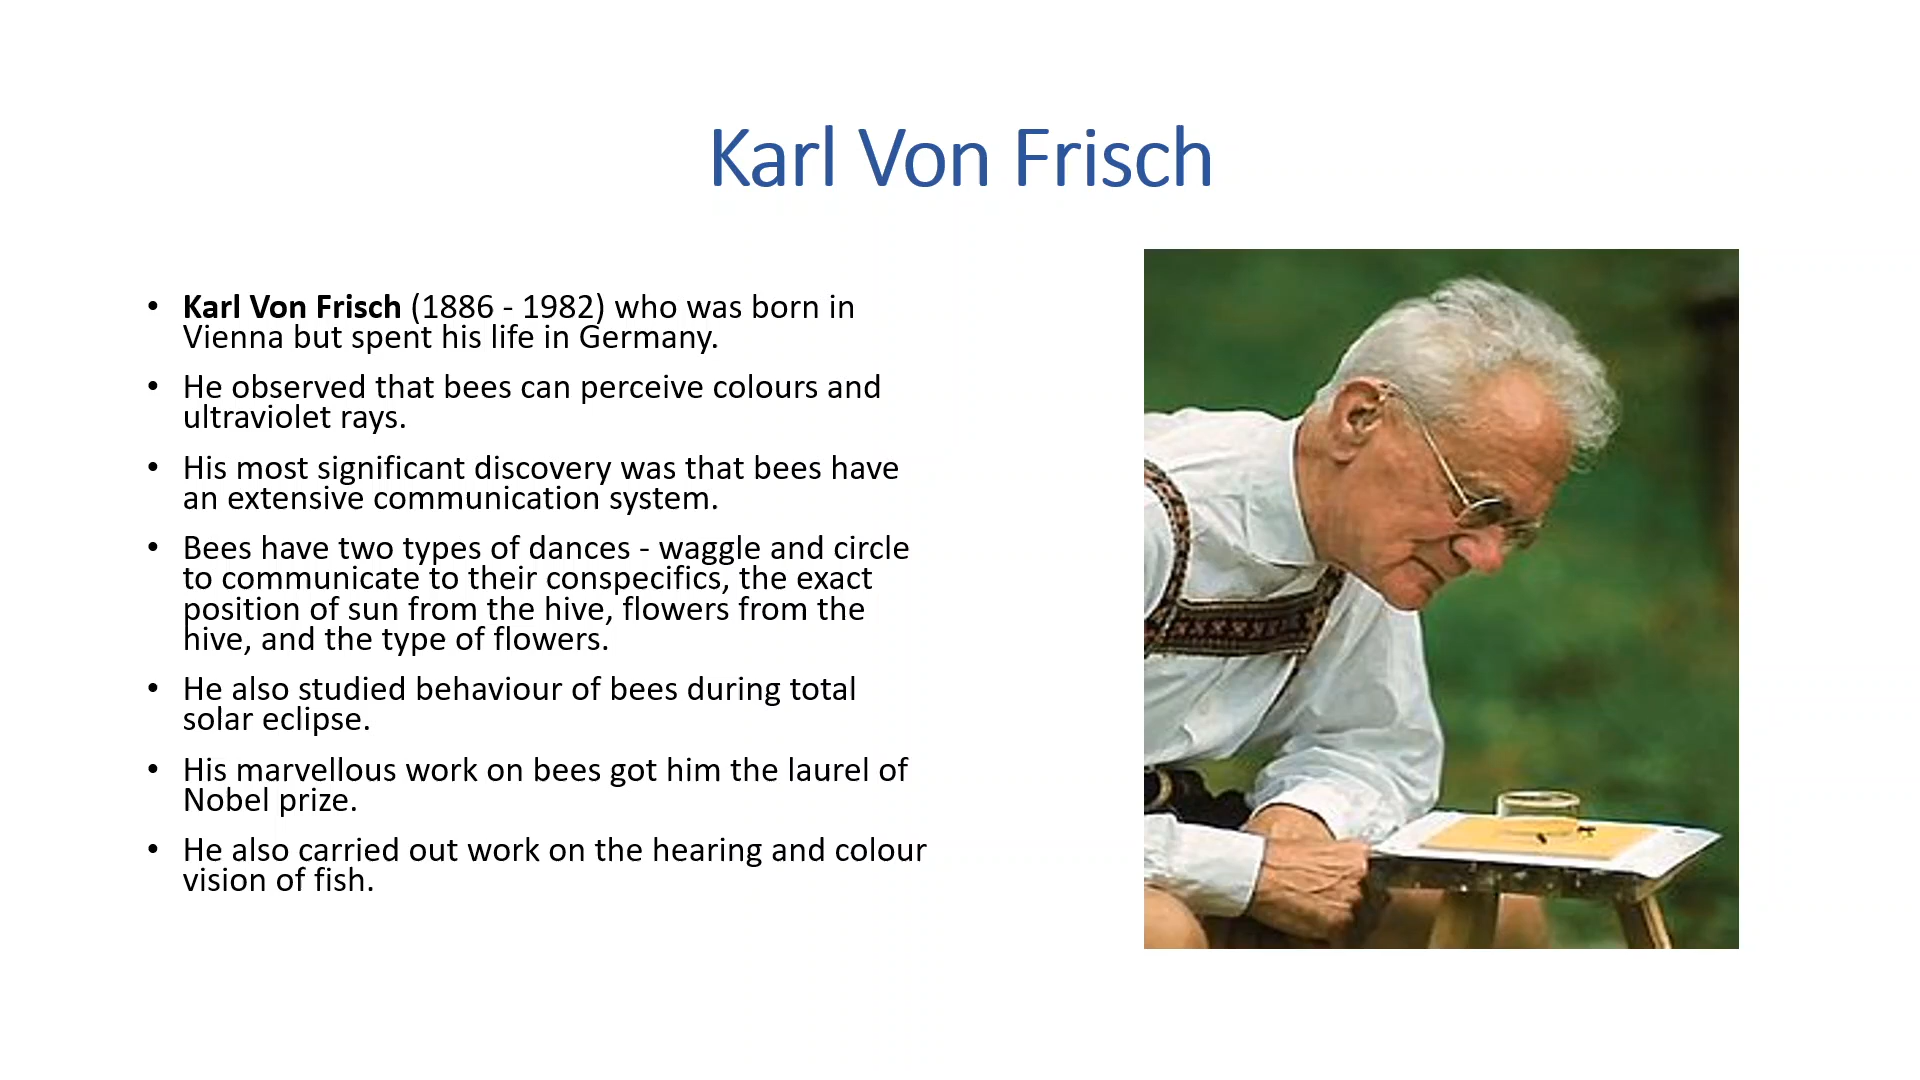 Karl Von Frisch
• Karl Von Frisch (1886 - 1982) who was born in
Vienna but spent his life in Germany.
• He observed that bees can perceive colours and
ultraviolet rays.
• His most significant discovery was that bees have
an extensive communication system.
• Bees have two types of dances - waggle and circle
to communicate to their conspecifics, the exact
position of sun from the hive, flowers from the
hive, and the type of flowers.
• He also studied behaviour of bees during total
solar eclipse.
• His marvellous work on bees got him the laurel of
Nobel prize.
• He also carried out work on the hearing and colour
vision of fish.